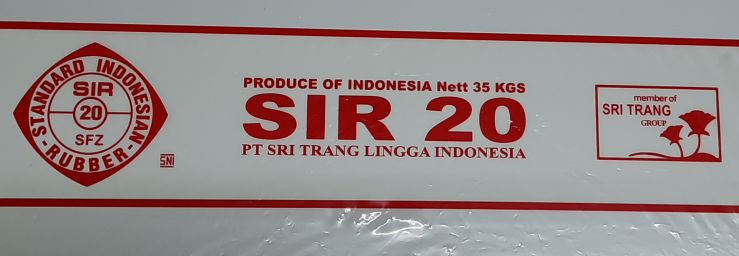 STANDARD INDONESIAN
-RUBBER-
SIR
20
SFZ
SNI
PRODUCE OF INDONESIA Nett 35 KGS
SIR 20
PT SRI TRANG LINGGA INDONESIA
member of
SRI TRANG
GROUP